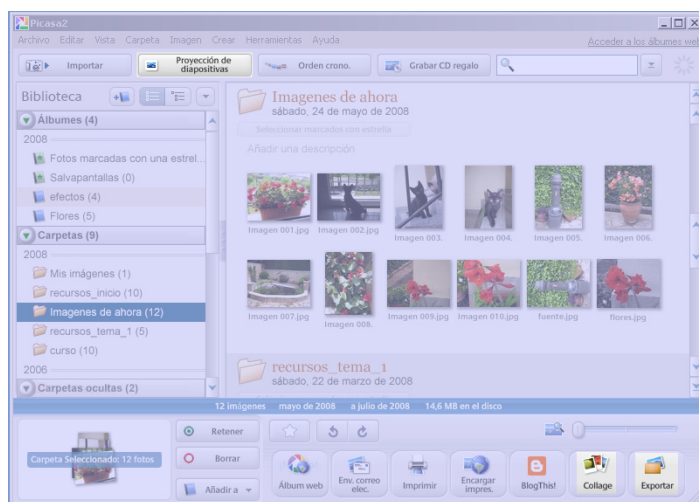 Picasa2
Archivo Editar Vista Carpeta Imagen Crear Herramientas Ayuda
Acceder a los álbumes web
Importar
Proyección de
diapositivas
Orden crono.
Grabar CD regalo
Biblioteca
Álbumes (4)
2008
Fotos marcadas con una estrel...
Salvapantallas (0)
efectos (4)
Flores (5)
Carpetas (9)
2008
Mis imágenes (1)
recursos_inicio (10)
Imagenes de ahora (12)
recursos_tema_1 (5)
curso (10)
2006
Carpetas ocultas (2)
Imagenes de ahora
sábado, 24 de mayo de 2008
Seleccionar marcados con estrella
Añadir una descripción
Imagen 001.jpg Imagen 002.jpg Imagen 003. Imagen 004. Imagen 005. Imagen 006.
Imagen 007.jpg Imagen 008. Imagen 009.jpg Imagen 010.jpg fuente.jpg flores.jpg
recursos_tema_1
sábado, 22 de marzo de 2008
12 imágenes mayo de 2008 a julio de 2008 14,6 MB en el disco
Carpeta Seleccionado: 12 fotos
Retener
Borrar
Añadir a
Álbum web
Env. correo
elec.
Imprimir
Encargar
impres.
BlogThis!
Collage
Exportar